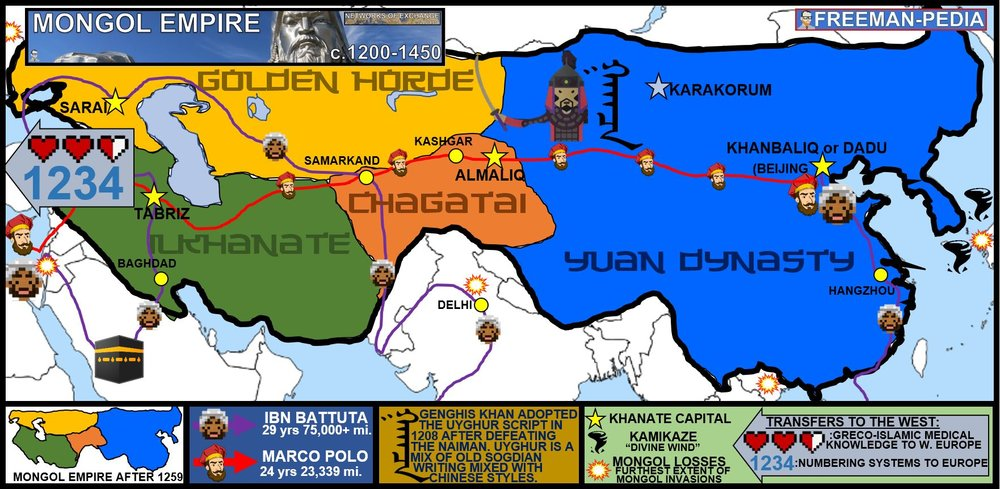 MONGOL EMPIRE
NETWORKS OF EXCHANGE
c.1200-1450
FREEMAN-PEDIA
GOLDEN HORDE
SARAI
KARAKORUM
KASHGAR
SAMARKAND
ALMALIQ
KHANBALIQ or DADU
(BEIJING
1234
CHAGATAI
TABRIZ
ILKHANATE
YUAN DYNASTY
BAGHDAD
HANGZHOU
DELHI
MONGOL EMPIRE AFTER 1259
IBN BATTUTA
29 yrs 75,000+ mi.
MARCO POLO
24 yrs 23,339 mi.
GENGHIS KHAN ADOPTED
THE UYGHUR SCRIPT IN
1208 AFTER DEFEATING
THE NAIMAN. UYGHUR IS A
MIX OF OLD SOGDIAN
WRITING MIXED WITH
CHINESE STYLES.
KHANATE CAPITAL
KAMIKAZE
"DIVINE WIND"
MONGOL LOSSES
FURTHEST EXTENT OF
MONGOL INVASIONS
TRANSFERS TO THE WEST:
:GRECO-ISLAMIC MEDICAL
KNOWLEDGE TO W. EUROPE
1234:NUMBERING SYSTEMS TO EUROPE